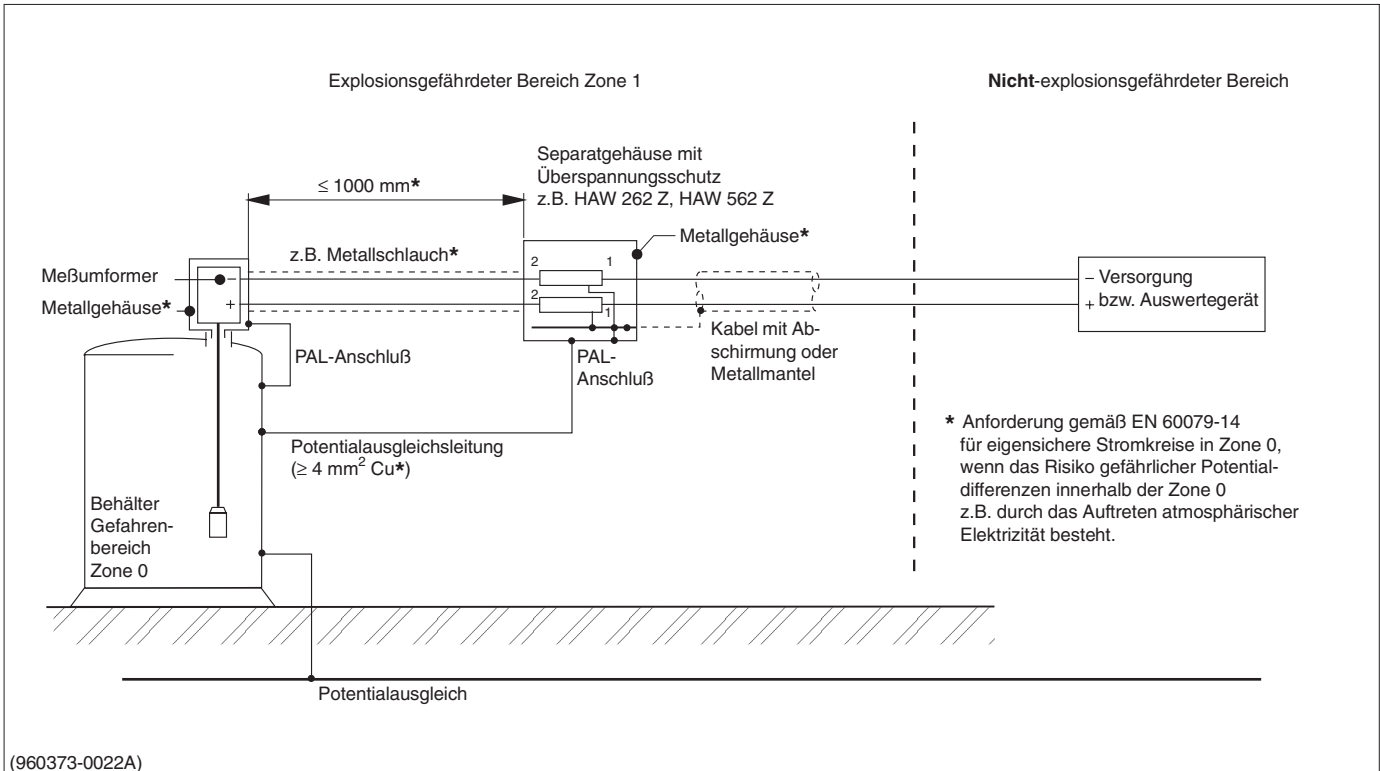 Explosionsgefährdeter Bereich Zone 1
Nicht-explosionsgefährdeter Bereich
Separatgehäuse mit
Überspannungsschutz
z.B. HAW 262 Z, HAW 562 Z
≤ 1000 mm*
Metallgehäuse*
z.B. Metallschlauch*
2
1
Meßumformer
–
– Versorgung
Metallgehäuse*
+
2
1
+ bzw. Auswertegerät
Kabel mit Ab-
schirmung oder
Metallmantel
PAL-Anschluß
PAL-
Anschluß
* Anforderung gemäß EN 60079-14
für eigensichere Stromkreise in Zone 0,
wenn das Risiko gefährlicher Potential-
differenzen innerhalb der Zone 0
z.B. durch das Auftreten atmosphärischer
Elektrizität besteht.
Potentialausgleichsleitung
(≥ 4 mm² Cu*)
Behälter
Gefahren-
bereich
Zone 0
Potentialausgleich
(960373-0022A)